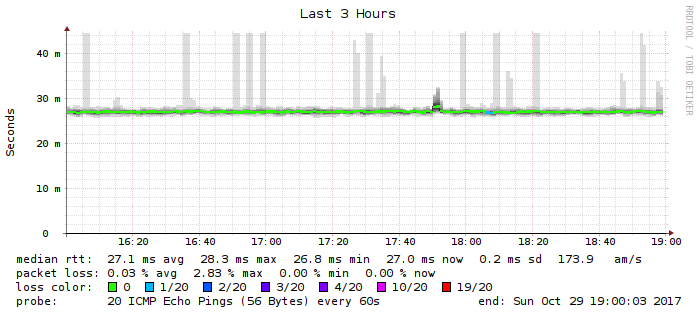 Last 3 Hours
RRDTOOL / TOBI OETIKER
Seconds
40 m
30 m
20 m
10 m
0
16:20 16:40 17:00 17:20 17:40 18:00 18:20 18:40 19:00
median rtt: 27.1 ms avg 28.3 ms max 26.8 ms min 27.0 ms now 0.2 ms sd 173.9 am/s
packet loss: 0.03 % avg 2.83 % max 0.00 % min 0.00 % now
loss color: 0 1/20 2/20 3/20 4/20 10/20 19/20
probe: 20 ICMP Echo Pings (56 Bytes) every 60s end: Sun Oct 29 19:00:03 2017